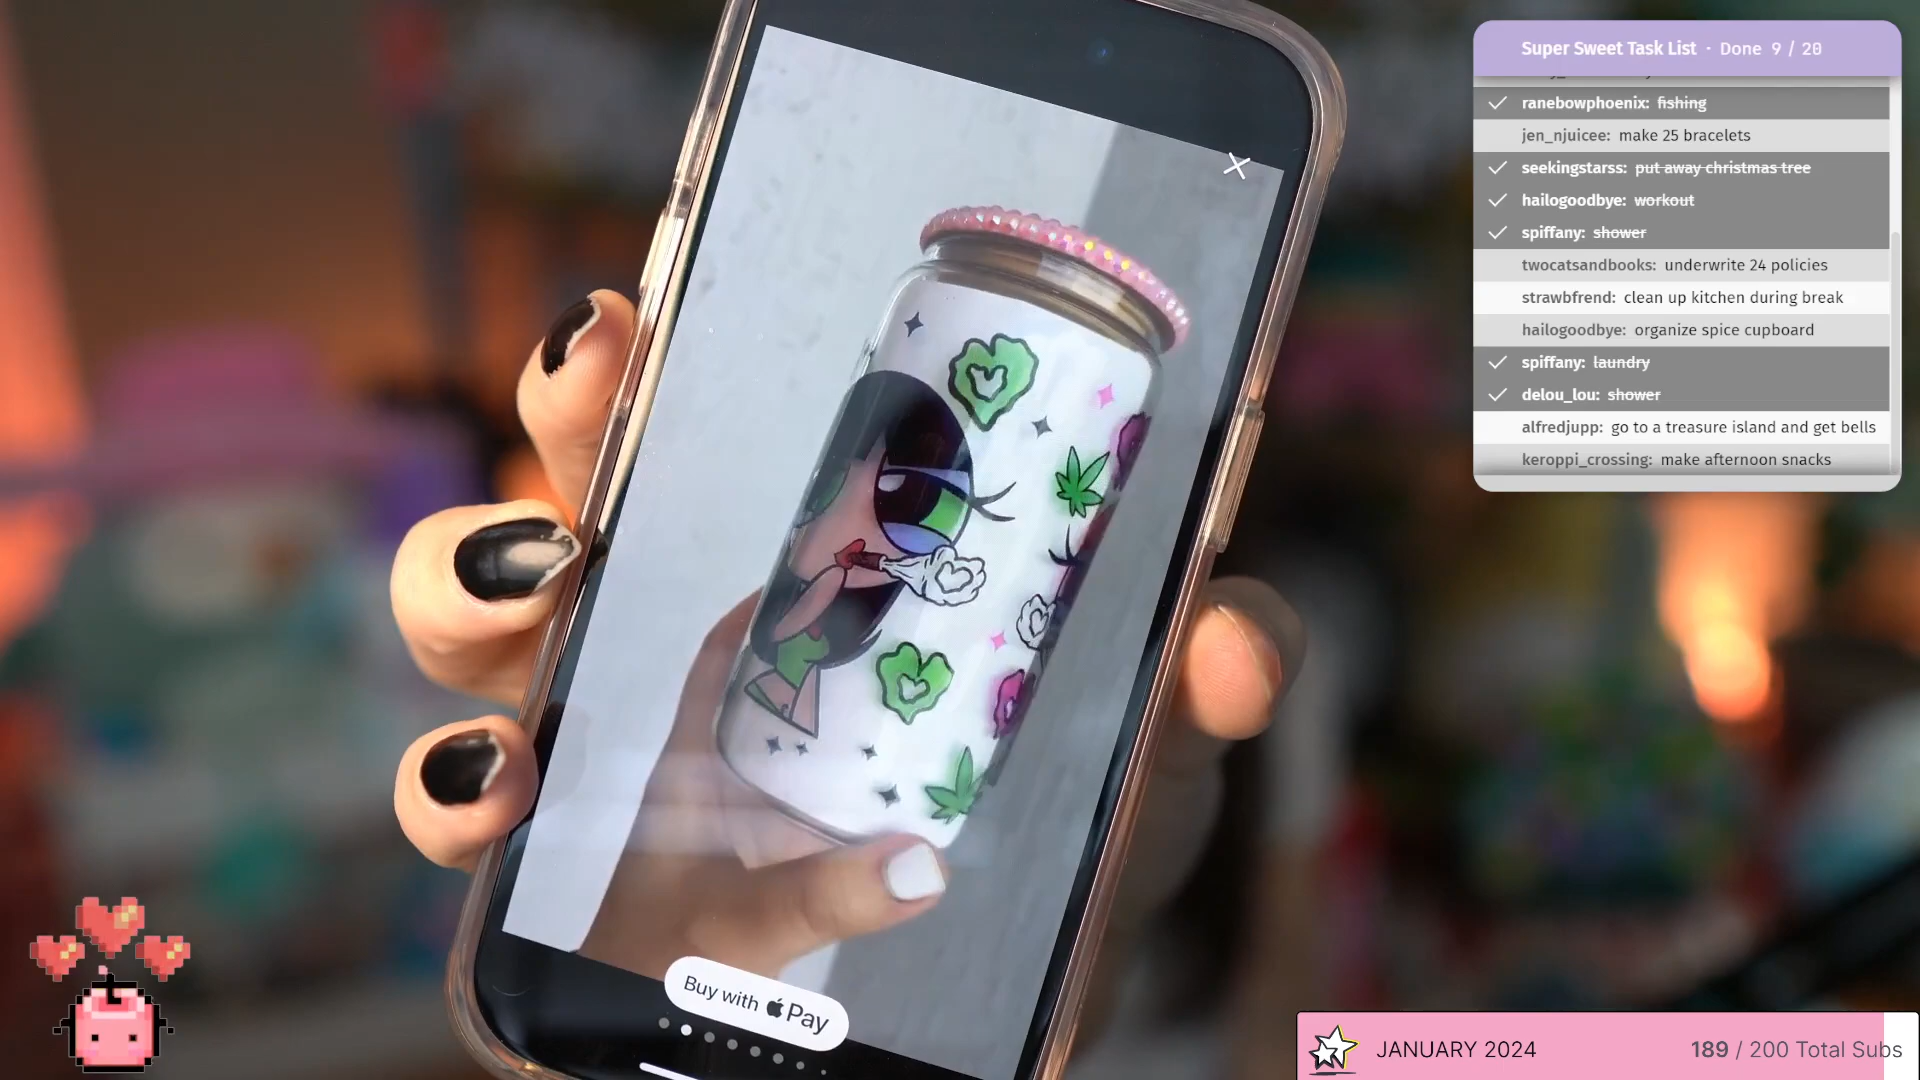 Super Sweet Task List · Done 9 / 20
ranebowphoenix: fishing
jen_njuicee: make 25 bracelets
seekingstarss: put away christmas tree
hailogoodbye: workout
spiffany: shower
twocatsandbooks: underwrite 24 policies
strawbfrend: clean up kitchen during break
hailogoodbye: organize spice cupboard
spiffany: laundry
delou_lou: shower
alfredjupp: go to a treasure island and get bells
keroppi_crossing: make afternoon snacks
Buy with Pay
JANUARY 2024
189 / 200 Total Subs